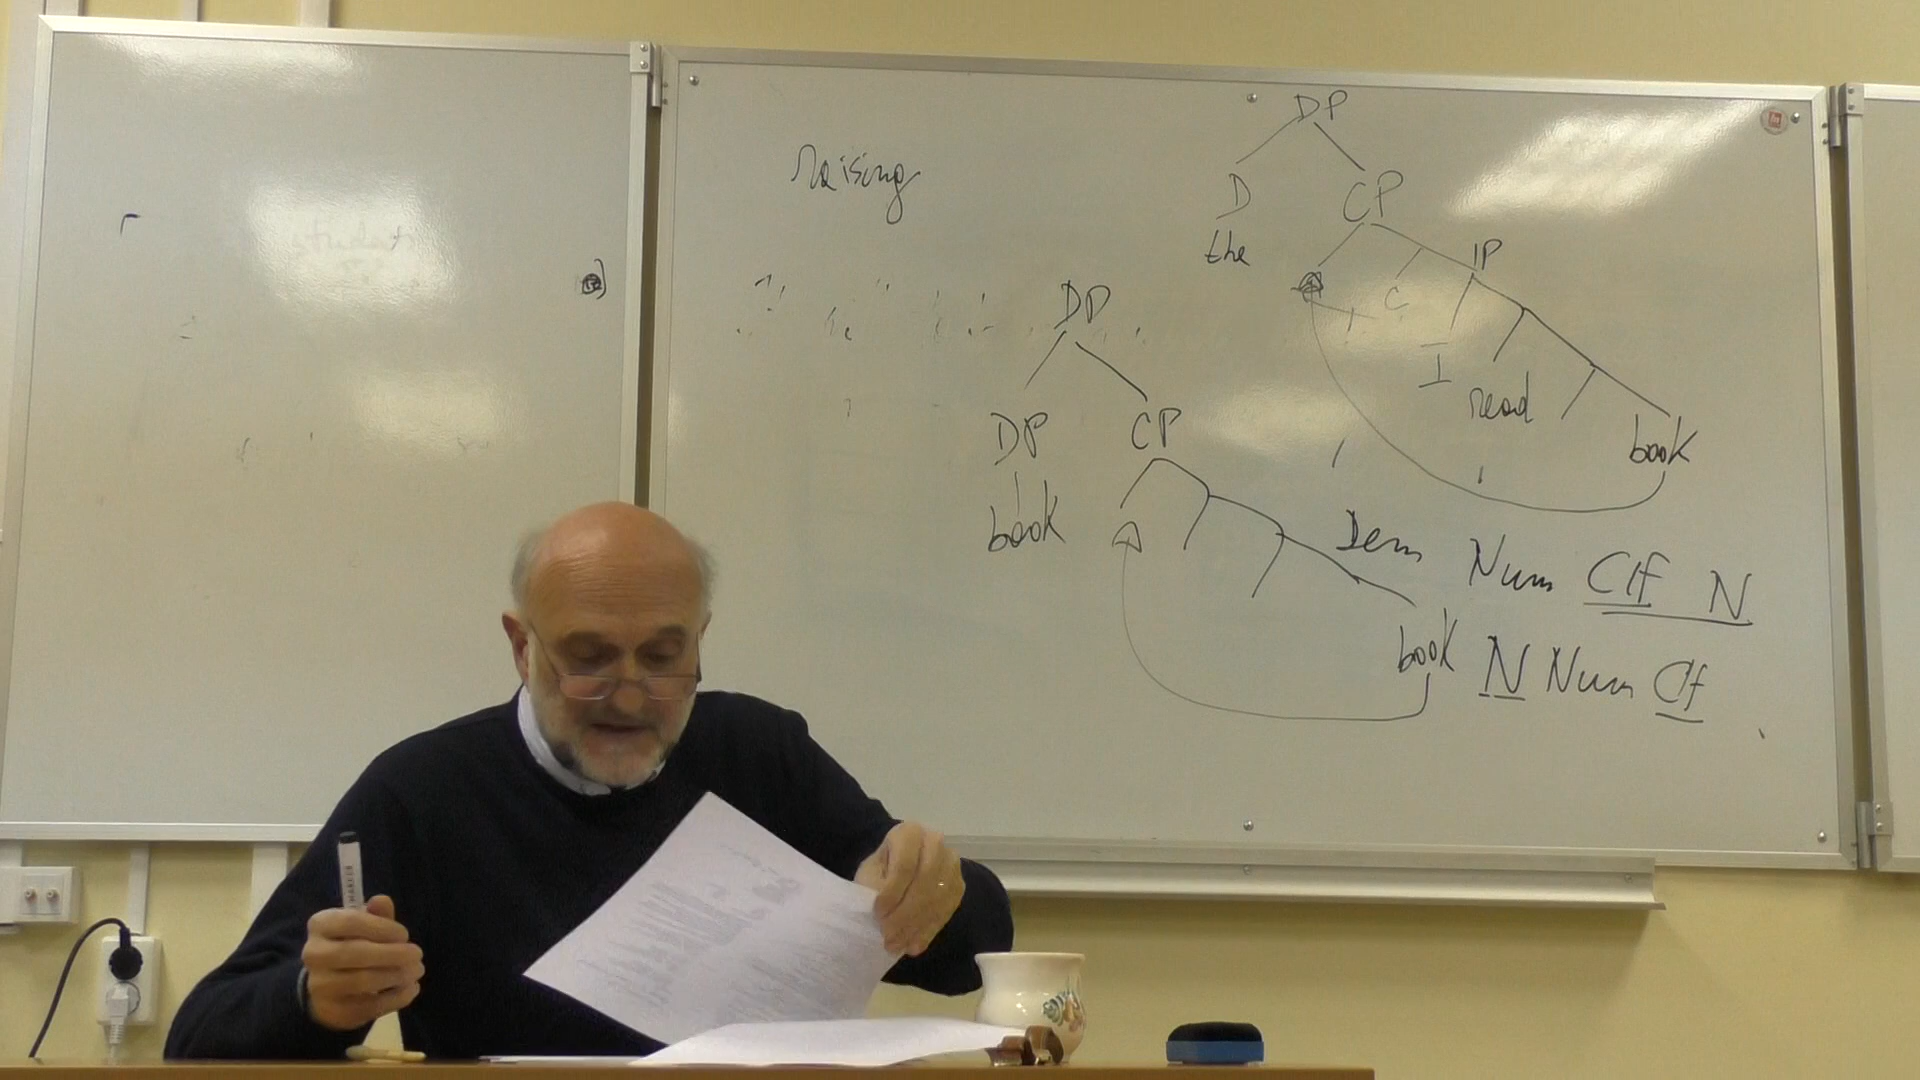 raising
DP
D CP
the
IP
C
I
read
book
DP
DP CP
book
book
Dem Num Clf N
N Num Clf